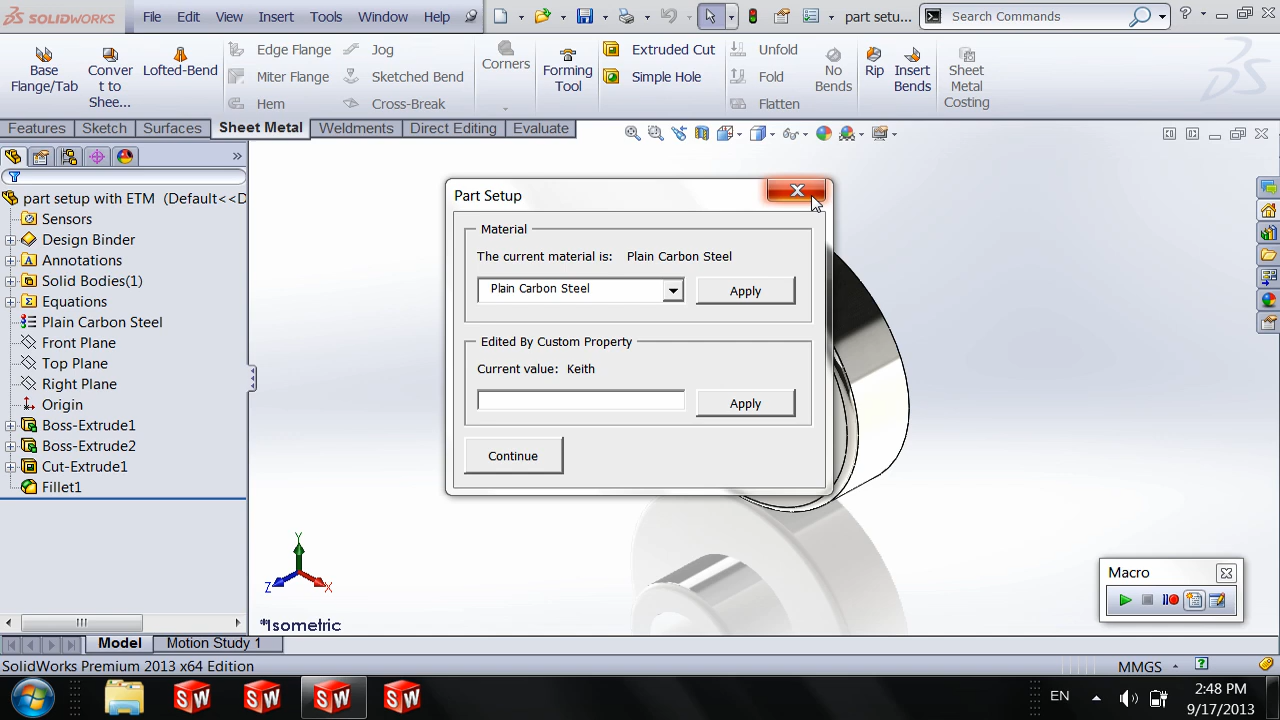 SOLIDWORKS File Edit View Insert Tools Window Help part setu... Search Commands
Base Flange/Tab
Conver t to Shee...
Lofted-Bend
Edge Flange
Miter Flange
Hem
Jog
Sketched Bend
Cross-Break
Corners
Forming Tool
Extruded Cut
Simple Hole
Unfold
Fold
Flatten
No Bends
Rip
Insert Bends
Sheet Metal Costing
Features Sketch Surfaces Sheet Metal Weldments Direct Editing Evaluate
part setup with ETM (Default<<D
Sensors
Design Binder
Annotations
Solid Bodies(1)
Equations
Plain Carbon Steel
Front Plane
Top Plane
Right Plane
Origin
Boss-Extrude1
Boss-Extrude2
Cut-Extrude1
Fillet1
Part Setup
Material
The current material is: Plain Carbon Steel
Plain Carbon Steel Apply
Edited By Custom Property
Current value: Keith
Apply
Continue
Y
Z X
*Isometric
Macro
Model Motion Study 1
SolidWorks Premium 2013 x64 Edition MMGS
EN 2:48 PM
9/17/2013